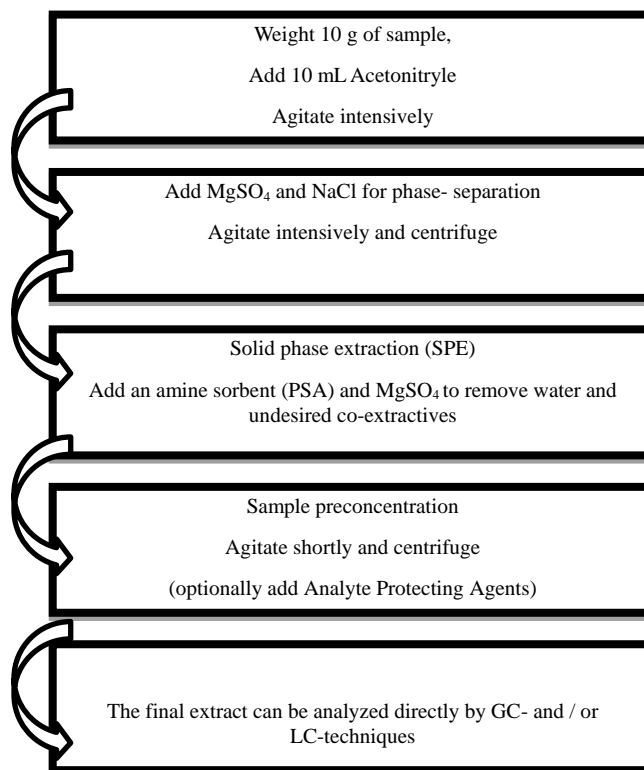 Weight 10 g of sample,
Add 10 mL Acetonitryle
Agitate intensively
Add MgSO₄ and NaCl for phase- separation
Agitate intensively and centrifuge
Solid phase extraction (SPE)
Add an amine sorbent (PSA) and MgSO₄ to remove water and
undesired co-extractives
Sample preconcentration
Agitate shortly and centrifuge
(optionally add Analyte Protecting Agents)
The final extract can be analyzed directly by GC- and / or
LC-techniques